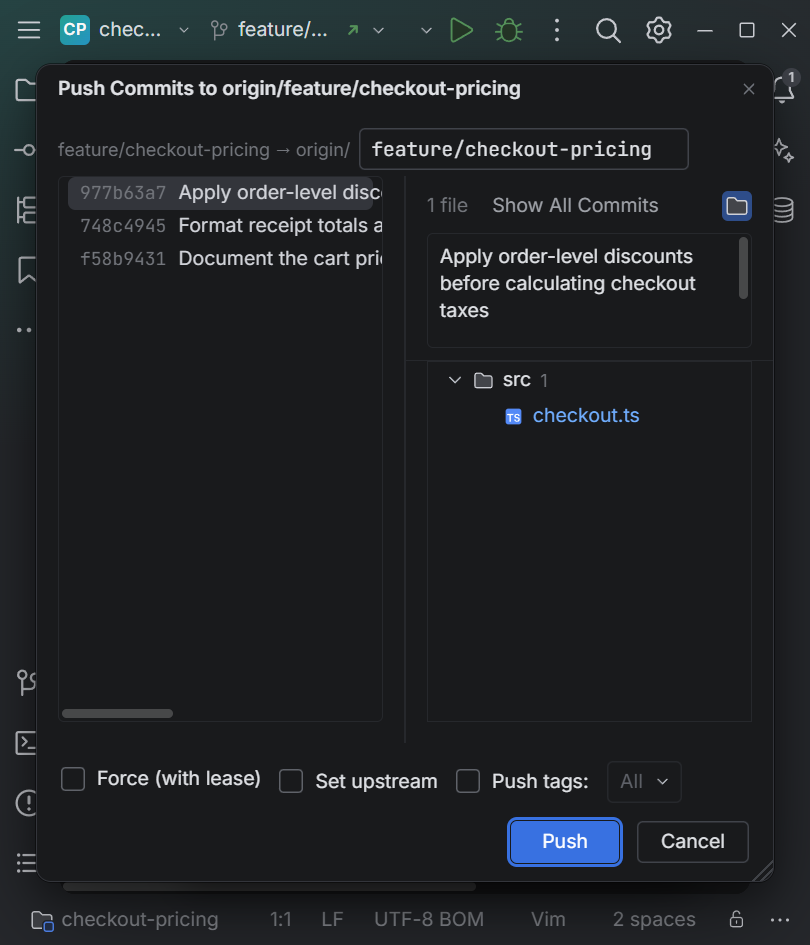 CP chec... feature/...
1
Push Commits to origin/feature/checkout-pricing
feature/checkout-pricing → origin/ feature/checkout-pricing
977b63a7 Apply order-level disc
748c4945 Format receipt totals a
f58b9431 Document the cart pri
1 file Show All Commits
Apply order-level discounts
before calculating checkout
taxes
src 1
TS checkout.ts
Force (with lease) Set upstream Push tags: All
Push Cancel
checkout-pricing 1:1 LF UTF-8 BOM Vim 2 spaces